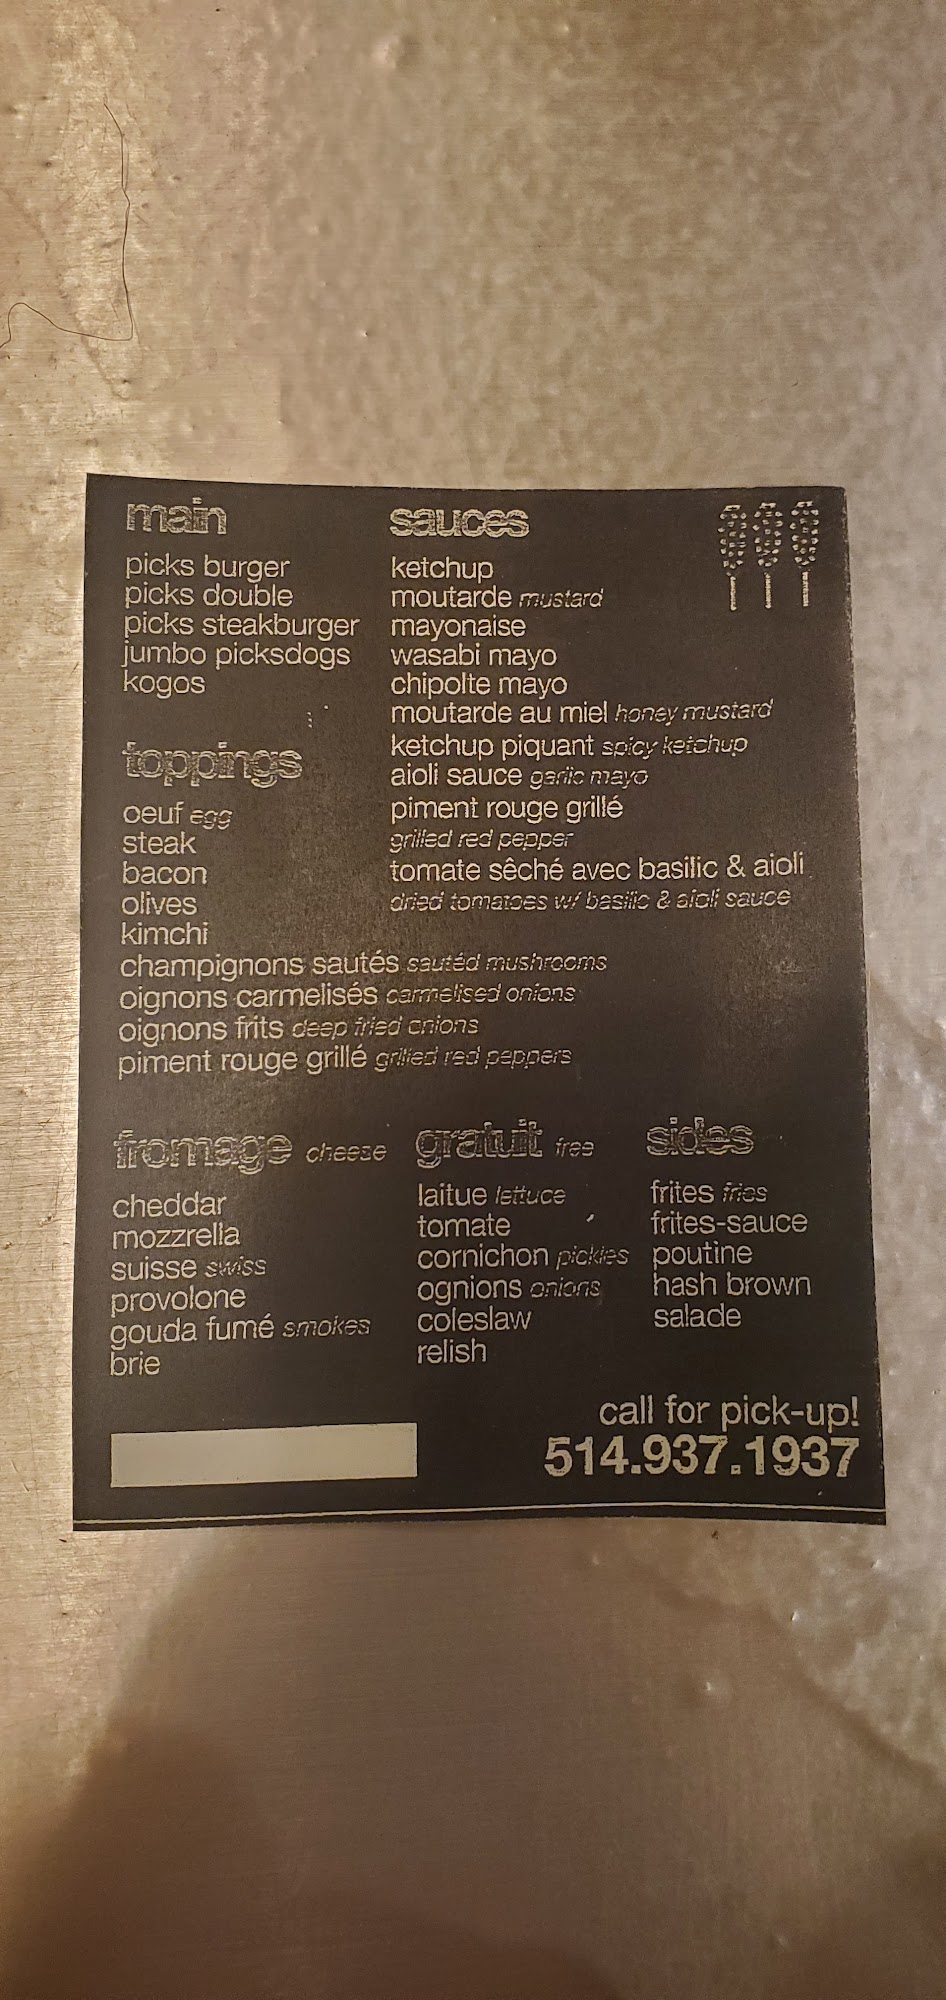 main
picks burger
picks double
picks steakburger
jumbo picksdogs
kogos
toppings
oeuf egg
steak
bacon
olives
kimchi
champignons sautés sautéd mushrooms
oignons carmelisés carmelised onions
oignons frits deep fried onions
piment rouge grillé grilled red peppers
sauces
ketchup
moutarde mustard
mayonaise
wasabi mayo
chipolte mayo
moutarde au miel honey mustard
ketchup piquant spicy ketchup
aioli sauce garlic mayo
piment rouge grillé
grilled red pepper
tomate sêché avec basilic & aioli
dried tomatoes w/ basilic & aioli sauce
fromage cheese
cheddar
mozzrella
suisse swiss
provolone
gouda fumé smokes
brie
gratuit free
laitue lettuce
tomate
cornichon pickles
ognions onions
coleslaw
relish
sides
frites fries
frites-sauce
poutine
hash brown
salade
call for pick-up!
514.937.1937